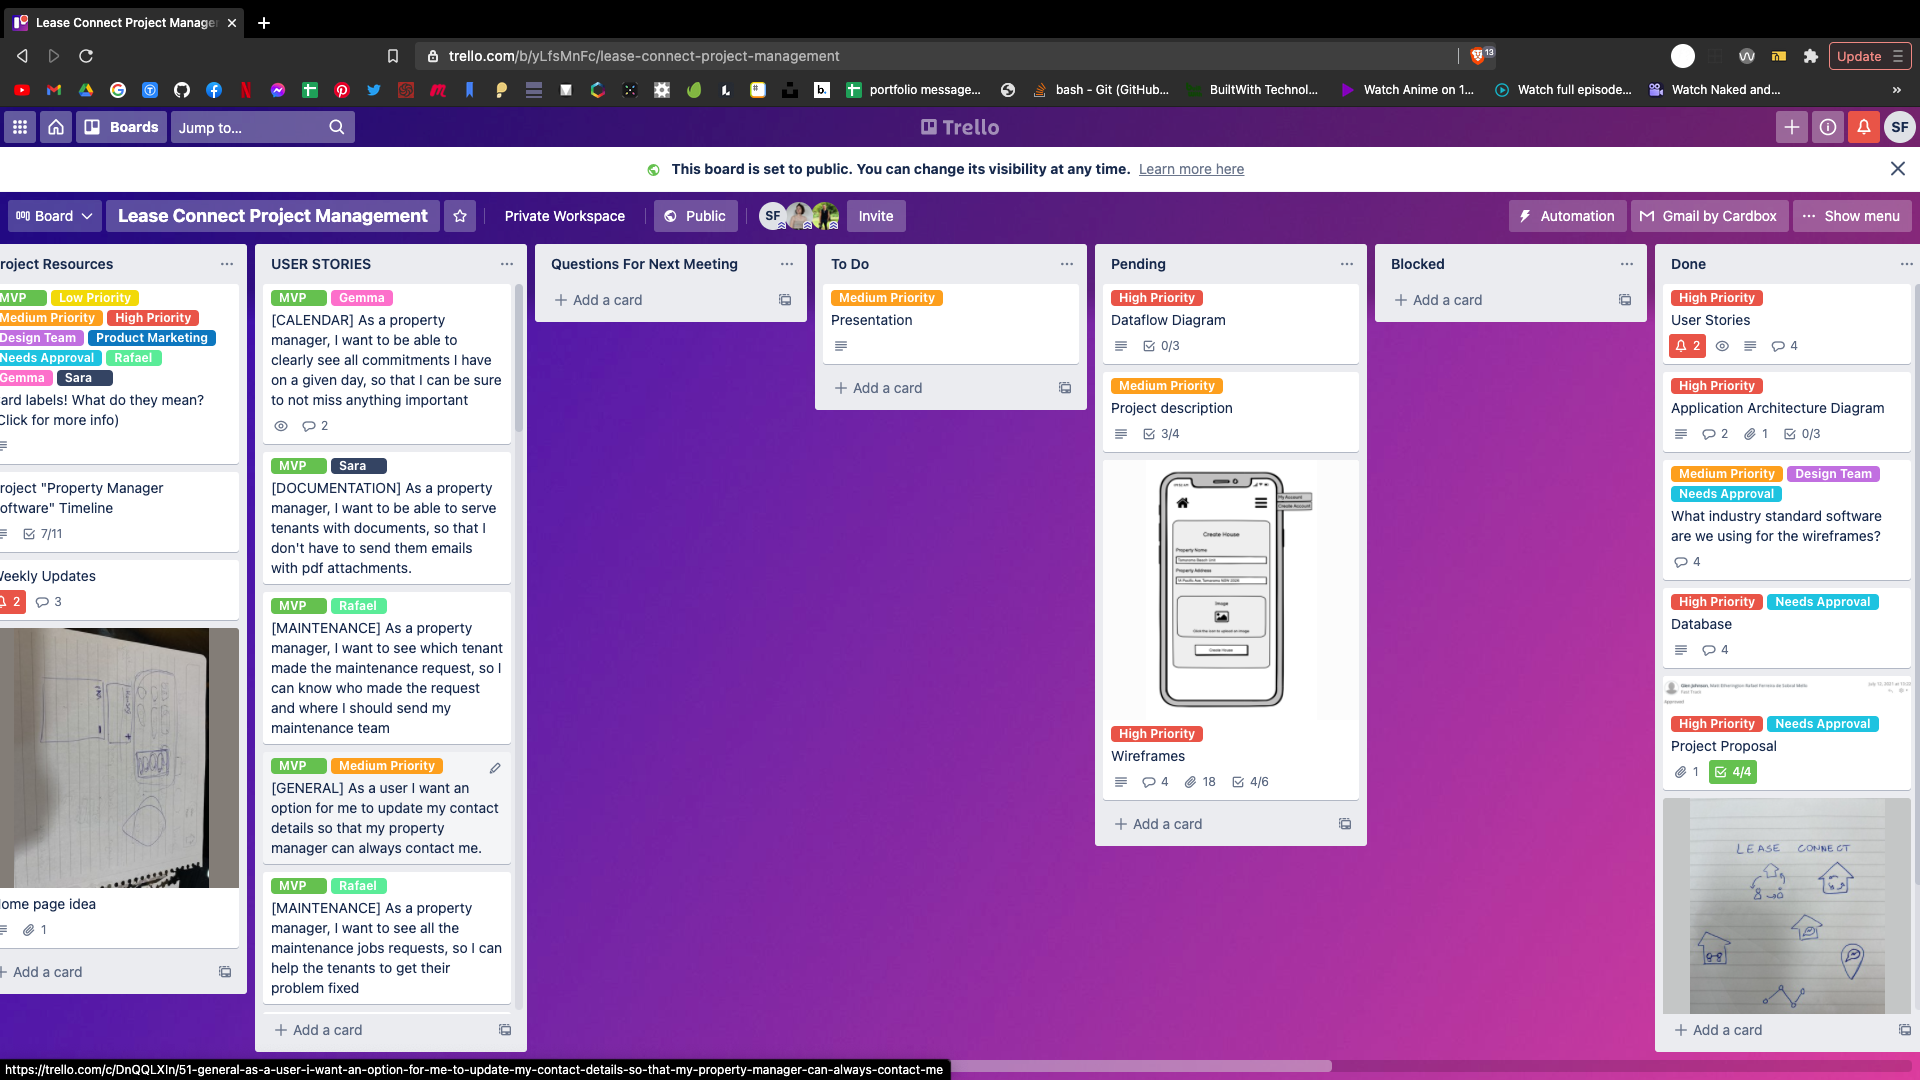 Lease Connect Project Manage
trello.com/b/yLfsMnFc/lease-connect-project-management
13
Update
portfolio message...
bash - Git (GitHub...
BuiltWith Technol...
Watch Anime on 1...
Watch full episode...
Watch Naked and...
»
Boards
Jump to...
Trello
SF
This board is set to public. You can change its visibility at any time. Learn more here
Board
Lease Connect Project Management
Private Workspace
Public
SF
Invite
Automation
Gmail by Cardbox
Show menu
roject Resources
MVP
Low Priority
Medium Priority
High Priority
Design Team
Product Marketing
Needs Approval
Rafael
Gemma
Sara
ard labels! What do they mean?
Click for more info)
roject "Property Manager
oftware" Timeline
7/11
eekly Updates
2
3
ome page idea
1
Add a card
USER STORIES
MVP
Gemma
[CALENDAR] As a property
manager, I want to be able to
clearly see all commitments I have
on a given day, so that I can be sure
to not miss anything important
2
MVP
Sara
[DOCUMENTATION] As a property
manager, I want to be able to serve
tenants with documents, so that I
don't have to send them emails
with pdf attachments.
MVP
Rafael
[MAINTENANCE] As a property
manager, I want to see which tenant
made the maintenance request, so I
can know who made the request
and where I should send my
maintenance team
MVP
Medium Priority
[GENERAL] As a user I want an
option for me to update my contact
details so that my property
manager can always contact me.
MVP
Rafael
[MAINTENANCE] As a property
manager, I want to see all the
maintenance jobs requests, so I can
help the tenants to get their
problem fixed
Add a card
Questions For Next Meeting
Add a card
To Do
Medium Priority
Presentation
Add a card
Pending
High Priority
Dataflow Diagram
0/3
Medium Priority
Project description
3/4
My Account
Create Account
Create House
Property Name
Property Address
Image
Create House
High Priority
Wireframes
4
18
4/6
Add a card
Blocked
Add a card
Done
High Priority
User Stories
2
4
High Priority
Application Architecture Diagram
2
1
0/3
Medium Priority
Design Team
Needs Approval
What industry standard software
are we using for the wireframes?
4
High Priority
Needs Approval
Database
4
High Priority
Needs Approval
Project Proposal
1
4/4
LEASE CONNECT
Add a card
https://trello.com/c/DnQQLXIn/51-general-as-a-user-i-want-an-option-for-me-to-update-my-contact-details-so-that-my-property-manager-can-always-contact-me